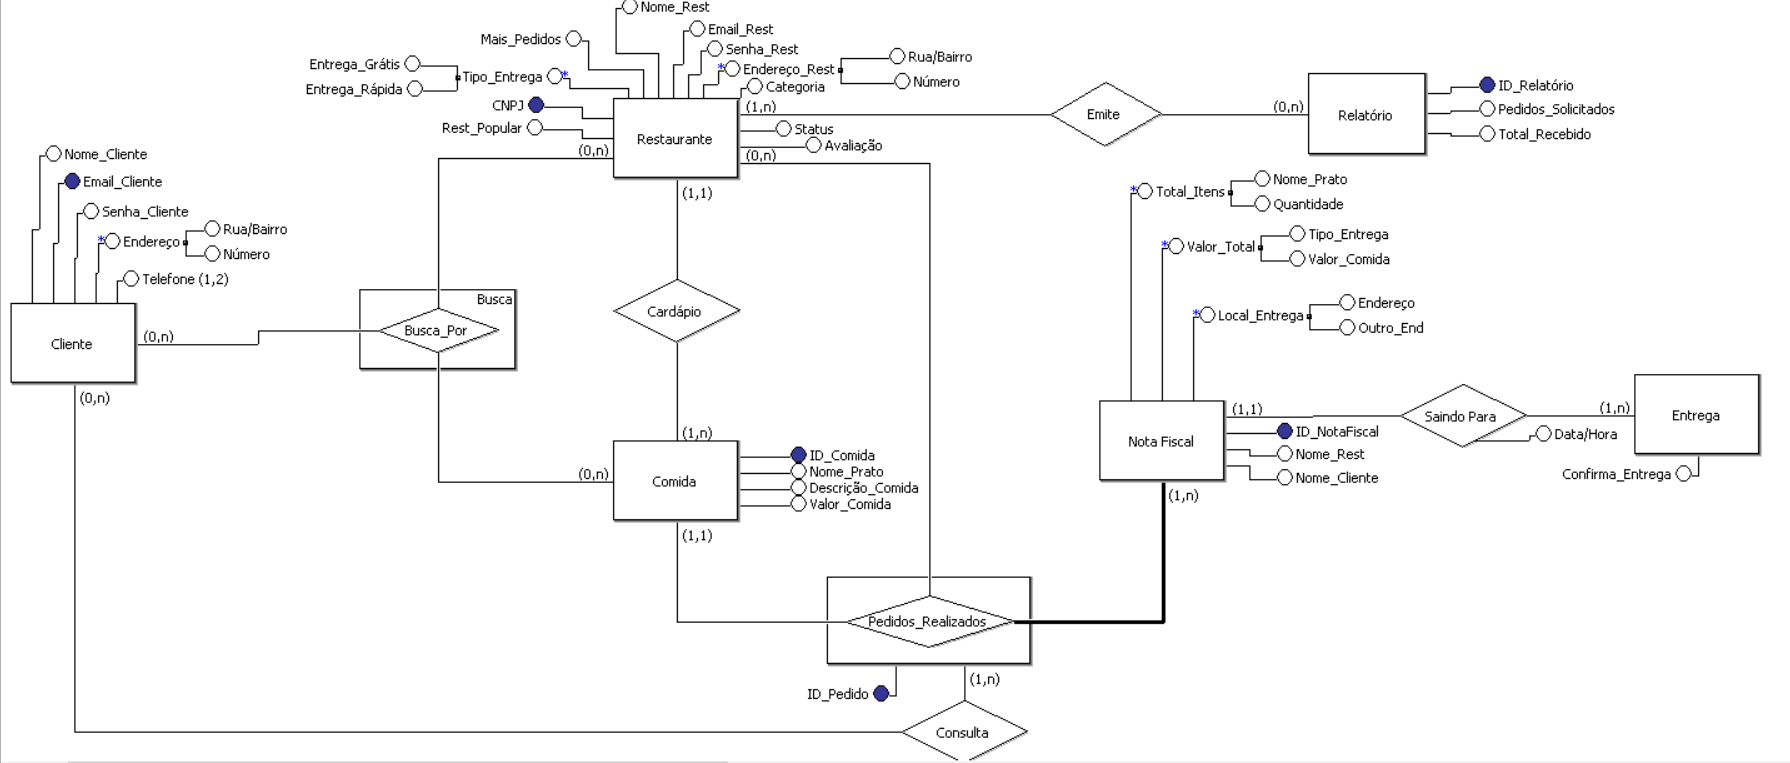 Nome_Rest
Email_Rest
Mais_Pedidos
Senha_Rest
Rua/Bairro
Entrega_Grátis
Endereço_Rest
*
Tipo_Entrega
*
Número
Entrega_Rápida
Categoria
ID_Relatório
CNPJ
(1,n)
Emite
(0,n)
Relatório
Pedidos_Solicitados
Rest_Popular
Restaurante
Status
Total_Recebido
Avaliação
(0,n)
(0,n)
Nome_Cliente
Email_Cliente
(1,1)
*
Total_Itens
Nome_Prato
Quantidade
Senha_Cliente
Rua/Bairro
*
Endereço
Número
*
Valor_Total
Tipo_Entrega
Valor_Comida
Telefone (1,2)
Busca
Busca_Por
Cardápio
*
Local_Entrega
Endereço
Outro_End
Cliente
(0,n)
(0,n)
(1,1)
Saindo Para
(1,n)
Entrega
Data/Hora
Confirma_Entrega
Nota Fiscal
ID_NotaFiscal
Nome_Rest
Nome_Cliente
(1,n)
(1,n)
(0,n)
Comida
ID_Comida
Nome_Prato
Descrição_Comida
Valor_Comida
(1,1)
Pedidos_Realizados
ID_Pedido
(1,n)
Consulta